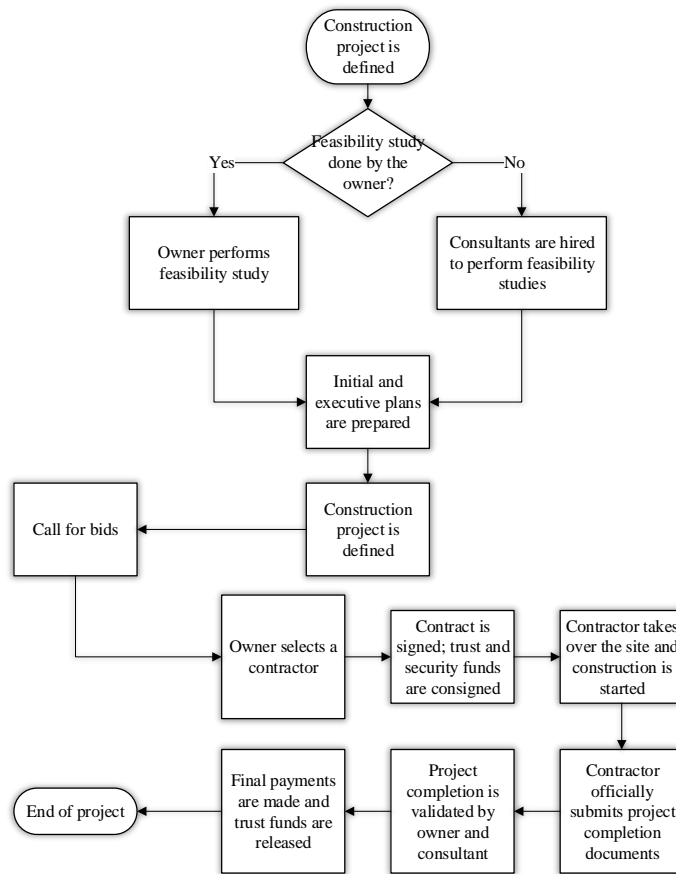 Construction
project is
defined
Feasibility study
done by the
owner?
Yes
No
Owner performs
feasibility study
Consultants are hired
to perform feasibility
studies
Initial and
executive plans
are prepared
Construction
project is
defined
Call for bids
Owner selects a
contractor
Contract is
signed; trust and
security funds
are consigned
Contractor takes
over the site and
construction is
started
Contractor
officially
submits project
completion
documents
Project
completion is
validated by
owner and
consultant
Final payments
are made and
trust funds are
released
End of project